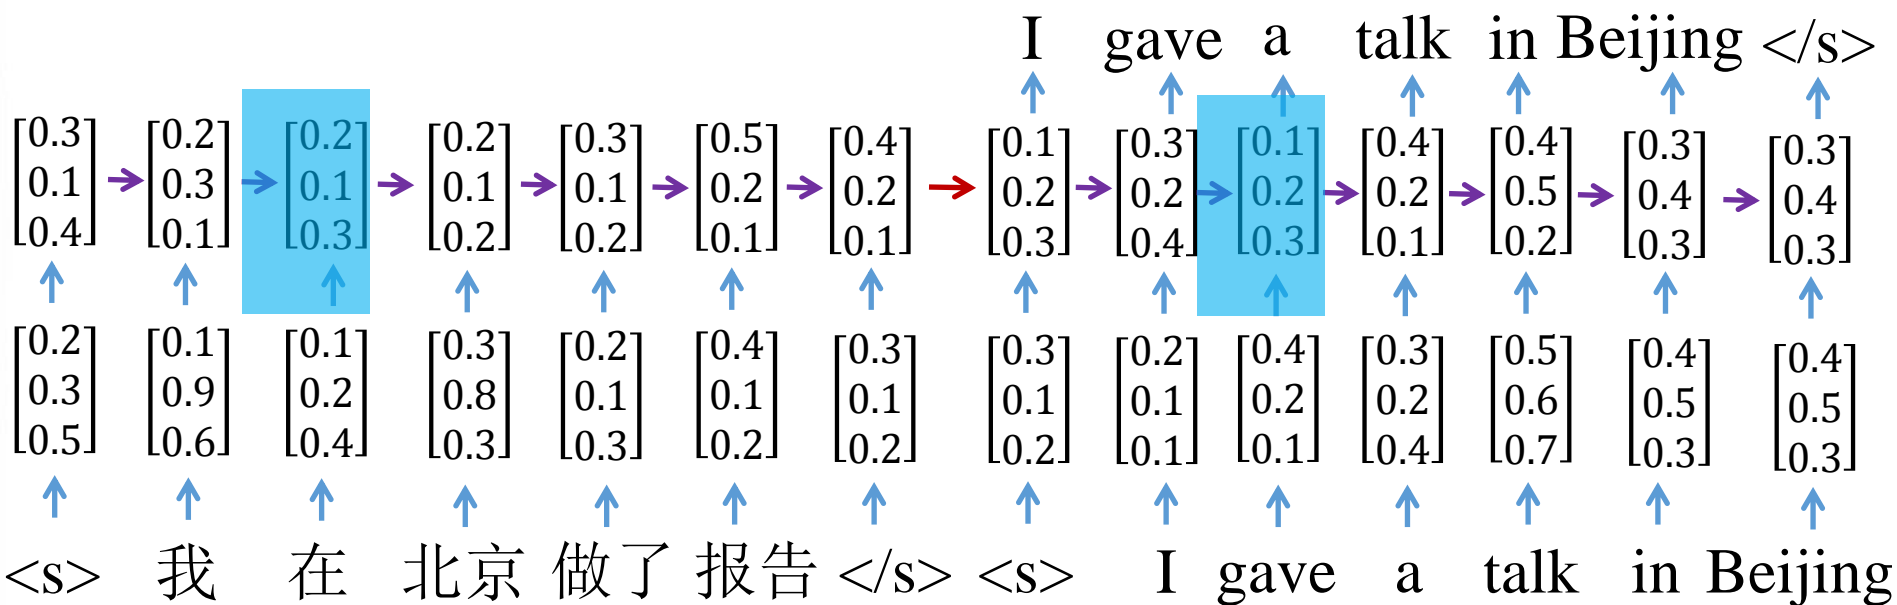 I gave a talk in Beijing </s>
0.3 0.2 0.2 0.2 0.3 0.5 0.4 0.1 0.3 0.1 0.4 0.4 0.3 0.3
0.1 0.3 0.1 0.1 0.1 0.2 0.2 0.2 0.2 0.2 0.2 0.5 0.4 0.4
0.4 0.1 0.3 0.2 0.2 0.1 0.1 0.3 0.4 0.3 0.1 0.2 0.3 0.3
0.2 0.1 0.1 0.3 0.2 0.4 0.3 0.3 0.2 0.4 0.3 0.5 0.4 0.4
0.3 0.9 0.2 0.8 0.1 0.1 0.1 0.1 0.1 0.2 0.2 0.6 0.5 0.5
0.5 0.6 0.4 0.3 0.3 0.2 0.2 0.2 0.1 0.1 0.4 0.7 0.3 0.3
<s> 我 在 北京 做了 报告 </s> <s> I gave a talk in Beijing